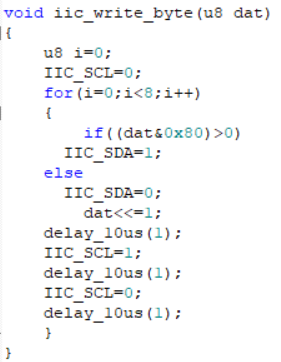 void iic_write_byte(u8 dat)
{
u8 i=0;
IIC_SCL=0;
for(i=0;i<8;i++)
{
if((dat&0x80)>0)
IIC_SDA=1;
else
IIC_SDA=0;
dat<<=1;
delay_10us(1);
IIC_SCL=1;
delay_10us(1);
IIC_SCL=0;
delay_10us(1);
}
}